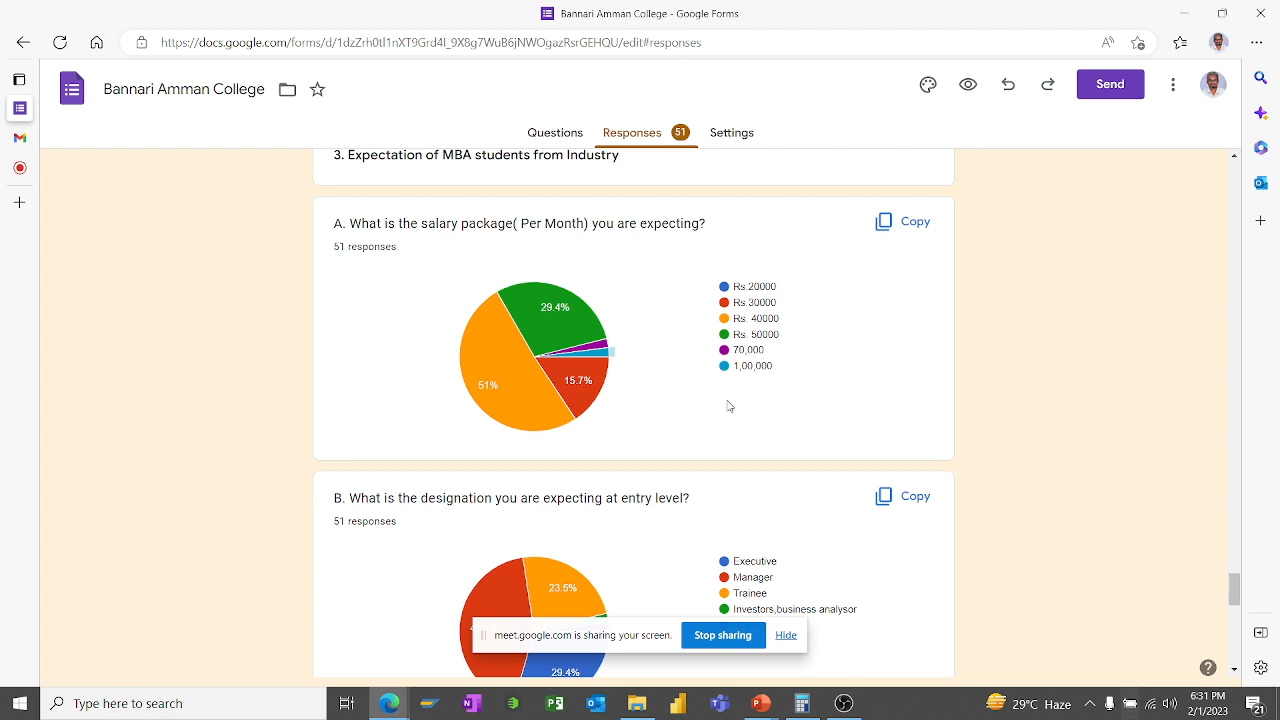 Bannari Amman College - Google Forms
https://docs.google.com/forms/d/1dzZrh0tI1nXT9Grd4I_9X8g7WuB6jNWOgazRsrGEHQU/edit#responses
Bannari Amman College
Send
Questions
Responses 51
Settings
3. Expectation of MBA students from Industry
A. What is the salary package( Per Month) you are expecting?
Copy
51 responses
29.4%
51%
15.7%
Rs.20000
Rs.30000
Rs. 40000
Rs. 50000
70,000
1,00,000
B. What is the designation you are expecting at entry level?
Copy
51 responses
23.5%
29.4%
Executive
Manager
Trainee
Investors,business analysor
meet.google.com is sharing your screen.
Stop sharing
Hide
Type here to search
29°C Haze
6:31 PM
2/1/2023
21